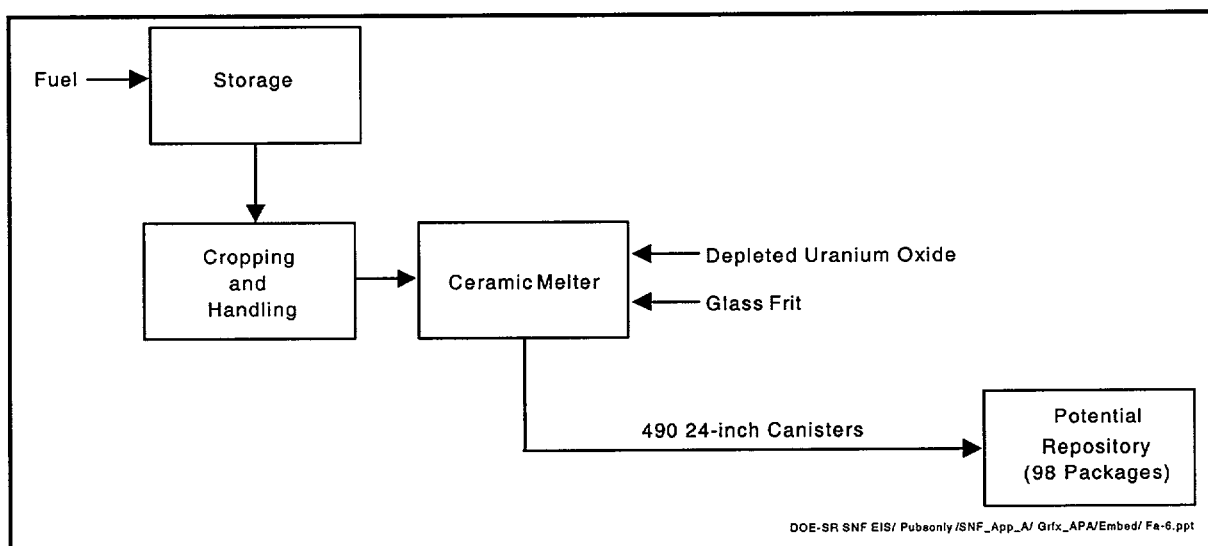 Fuel
Storage
Cropping
and
Handling
Ceramic Melter
Depleted Uranium Oxide
Glass Frit
490 24-inch Canisters
Potential
Repository
(98 Packages)
DOE-SR SNF EIS/ Pubsonly /SNF_App_A/ Grfx_APA/Embed/ Fa-6.ppt